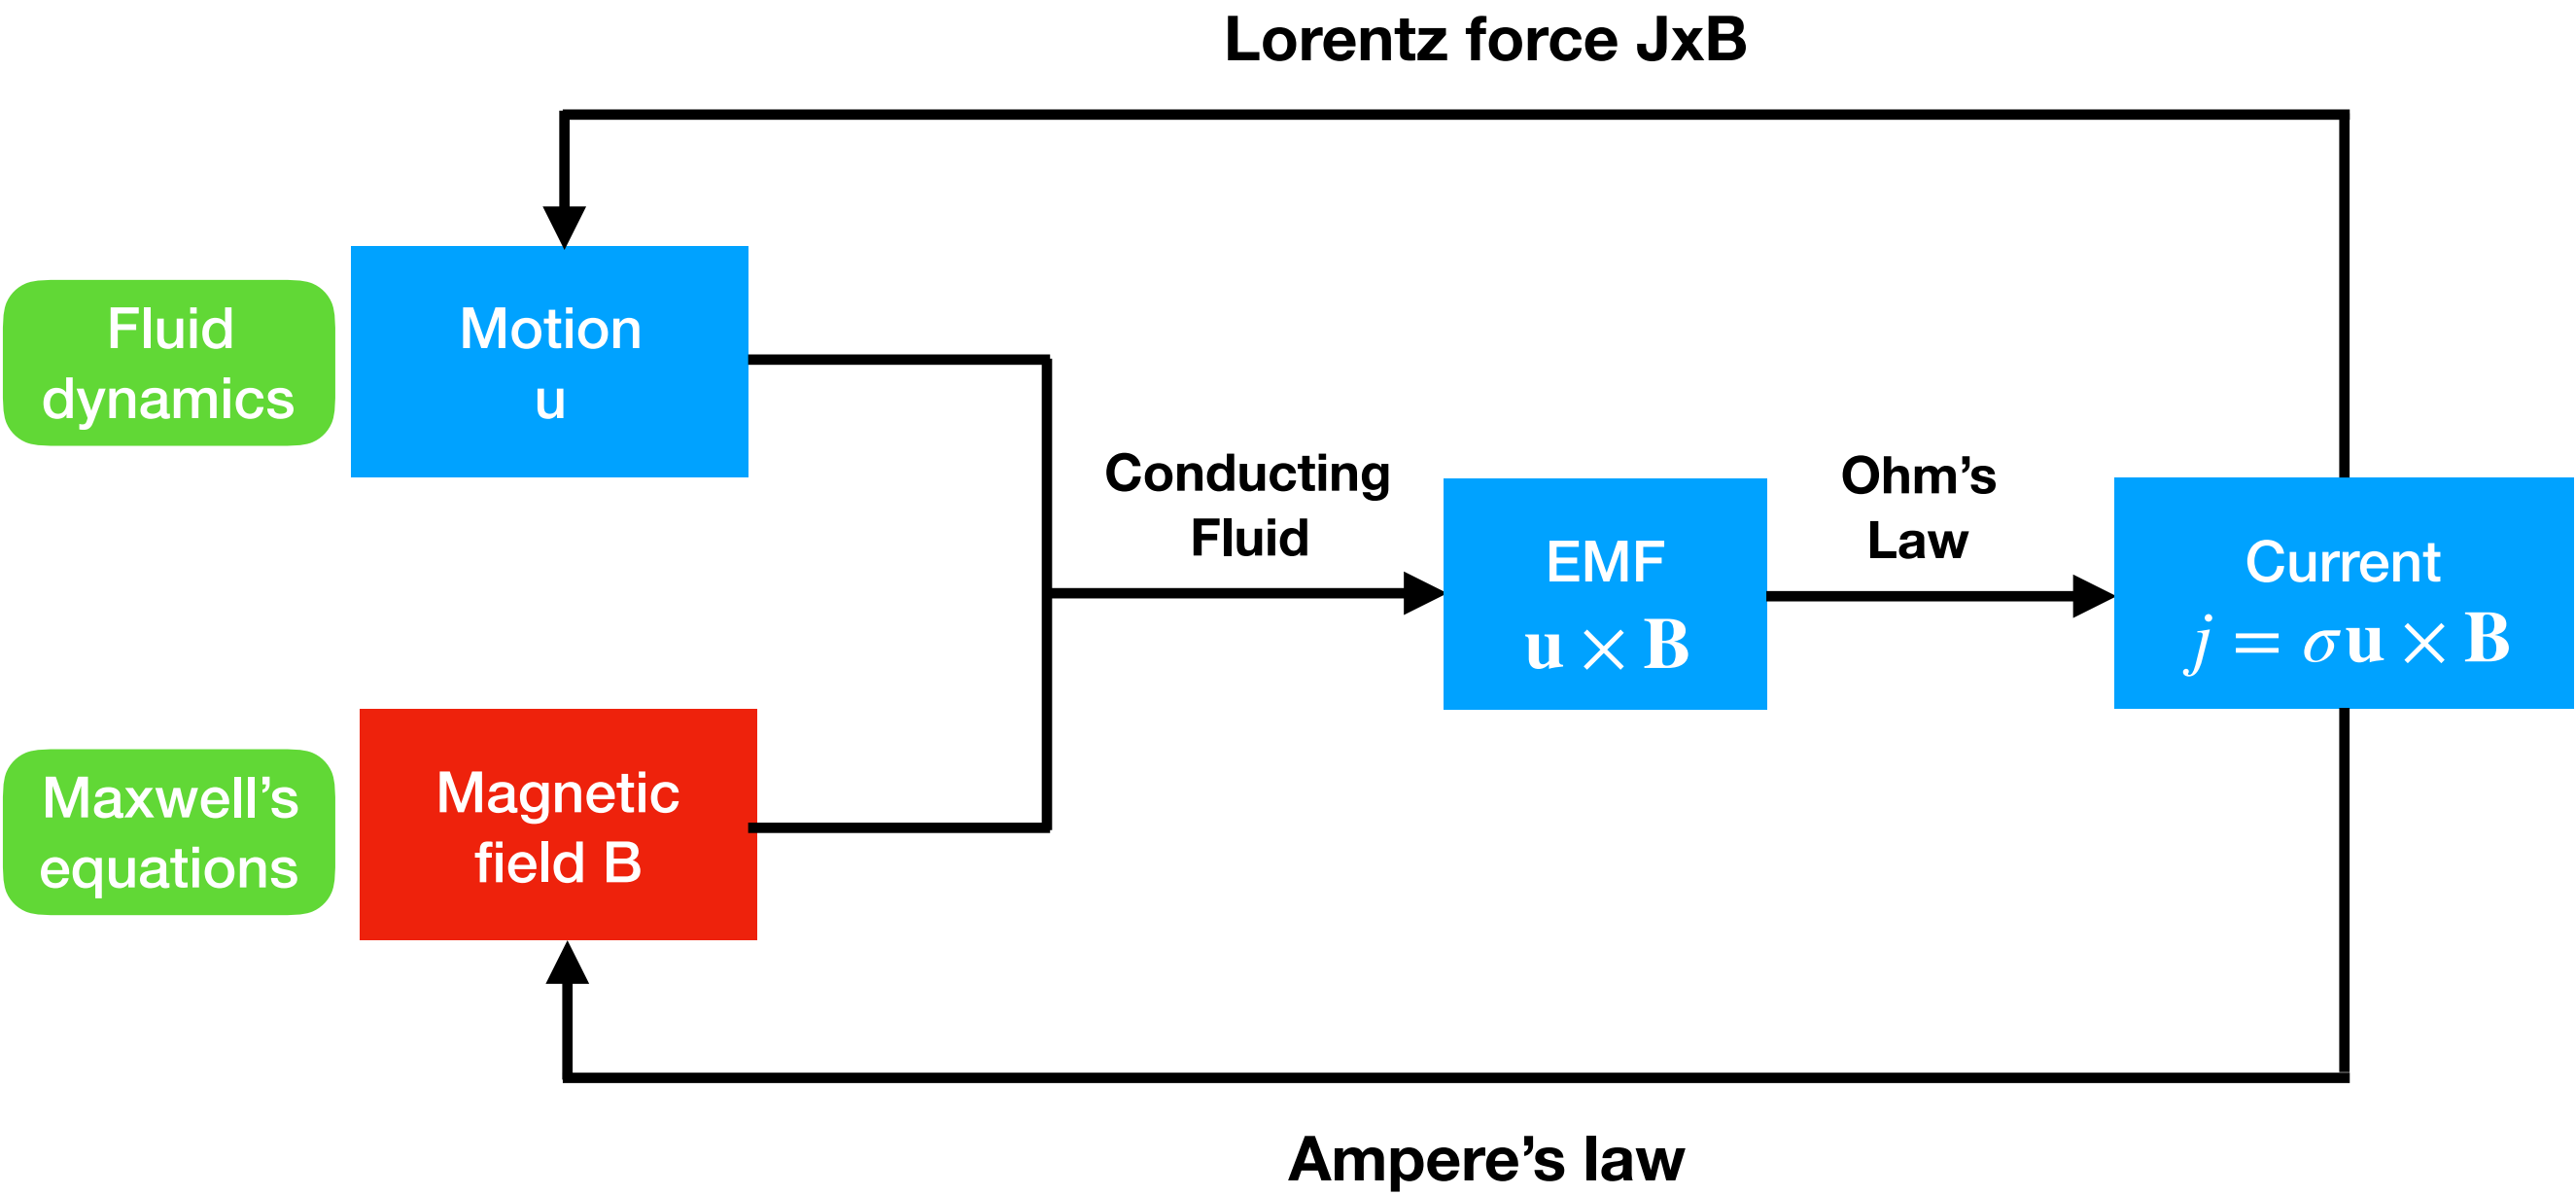 Lorentz force JxB
Fluid
dynamics
Motion
u
Conducting
Fluid
EMF
u × B
Ohm’s
Law
Current
j = σu × B
Maxwell’s
equations
Magnetic
field B
Ampere’s law